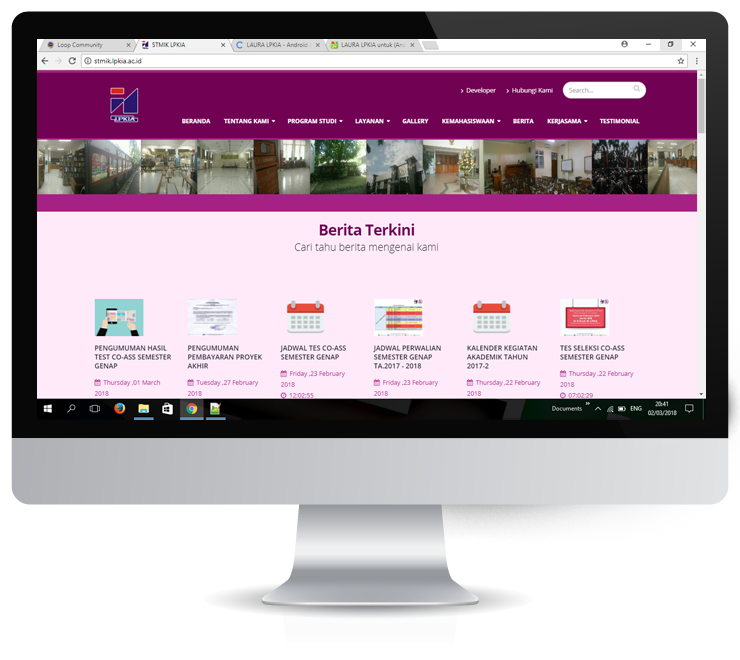 Loop Community
STMIK LPKIA
LAURA LPKIA - Android
LAURA LPKIA untuk (And
stmik.lpkia.ac.id
Developer
Hubungi Kami
Search...
LPKIA
BERANDA
TENTANG KAMI
PROGRAM STUDI
LAYANAN
GALLERY
KEMAHASISWAAN
BERITA
KERJASAMA
TESTIMONIAL
Berita Terkini
Cari tahu berita mengenai kami
PENGUMUMAN HASIL
TEST CO-ASS SEMESTER
GENAP
Thursday ,01 March
2018
PENGUMUMAN
PEMBAYARAN PROYEK
AKHIR
Tuesday ,27 February
2018
JADWAL TES CO-ASS
SEMESTER GENAP
Friday ,23 February
2018
12:02:55
JADWAL PERWALIAN
SEMESTER GENAP
TA.2017 - 2018
Friday ,23 February
2018
KALENDER KEGIATAN
AKADEMIK TAHUN
2017-2
Thursday ,22 February
2018
TES SELEKSI CO-ASS
SEMESTER GENAP
Thursday ,22 February
2018
07:02:29
Documents
ENG
20:41
02/03/2018